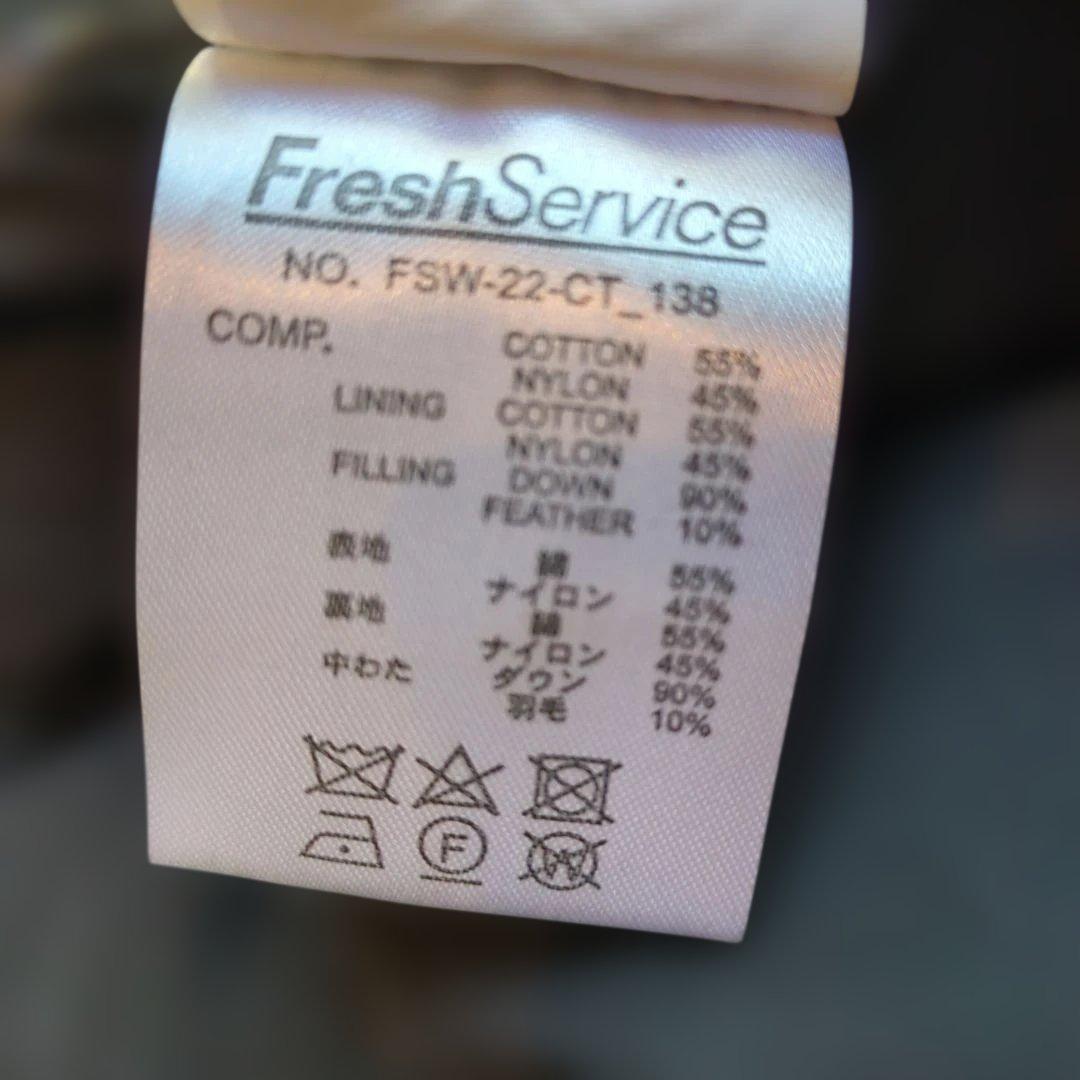 FreshService
NO. FSW-22-CT_138
COMP. COTTON 55%
NYLON 45%
LINING COTTON 55%
NYLON 45%
FILLING DOWN 90%
FEATHER 10%
表地 綿 55%
ナイロン 45%
裏地 綿 55%
ナイロン 45%
中わた ダウン 90%
羽毛 10%
F
W